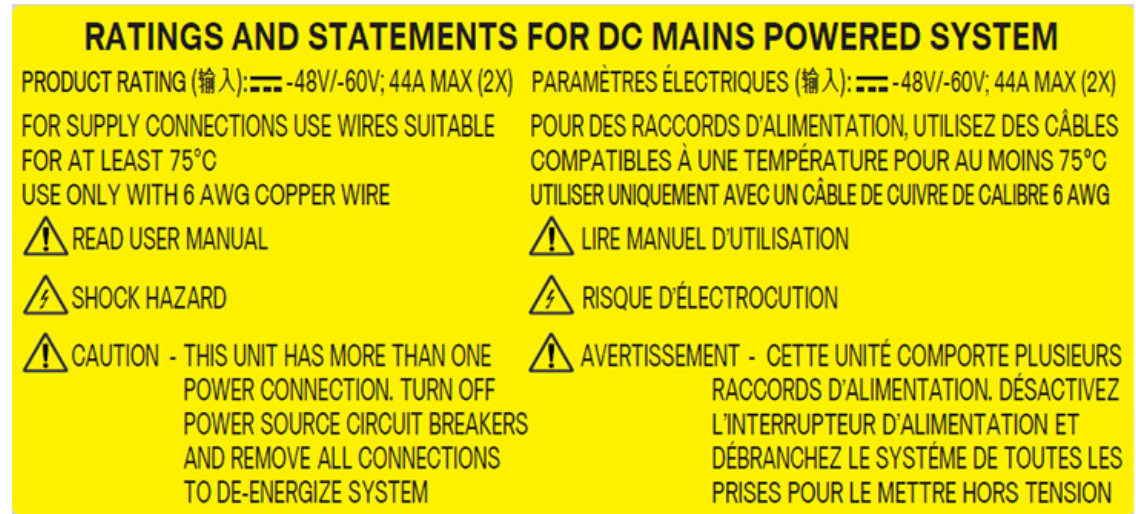 RATINGS AND STATEMENTS FOR DC MAINS POWERED SYSTEM
PRODUCT RATING (输入): -48V/-60V; 44A MAX (2X)
FOR SUPPLY CONNECTIONS USE WIRES SUITABLE
FOR AT LEAST 75°C
USE ONLY WITH 6 AWG COPPER WIRE
READ USER MANUAL
SHOCK HAZARD
CAUTION - THIS UNIT HAS MORE THAN ONE
POWER CONNECTION. TURN OFF
POWER SOURCE CIRCUIT BREAKERS
AND REMOVE ALL CONNECTIONS
TO DE-ENERGIZE SYSTEM
PARAMÈTRES ÉLECTRIQUES (输入): -48V/-60V; 44A MAX (2X)
POUR DES RACCORDS D'ALIMENTATION, UTILISEZ DES CÂBLES
COMPATIBLES À UNE TEMPÉRATURE POUR AU MOINS 75°C
UTILISER UNIQUEMENT AVEC UN CÂBLE DE CUIVRE DE CALIBRE 6 AWG
LIRE MANUEL D'UTILISATION
RISQUE D'ÉLECTROCUTION
AVERTISSEMENT - CETTE UNITÉ COMPORTE PLUSIEURS
RACCORDS D'ALIMENTATION. DÉSACTIVEZ
L'INTERRUPTEUR D'ALIMENTATION ET
DÉBRANCHEZ LE SYSTÉME DE TOUTES LES
PRISES POUR LE METTRE HORS TENSION